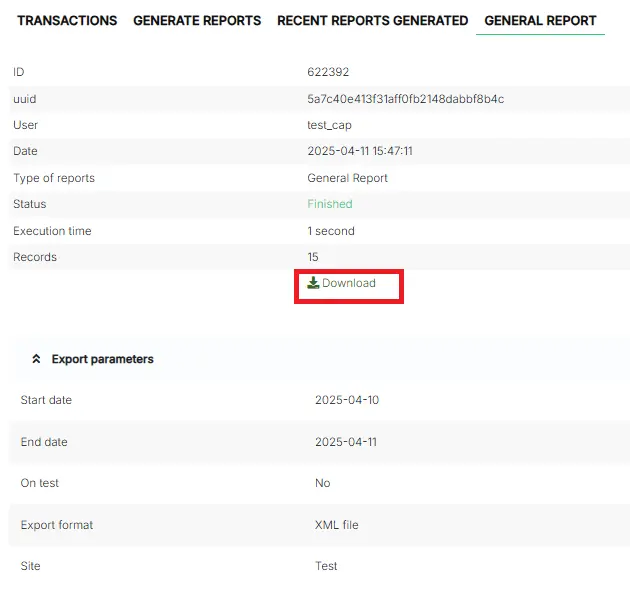 TRANSACTIONS GENERATE REPORTS RECENT REPORTS GENERATED GENERAL REPORT
ID 622392
uuid 5a7c40e413f31aff0fb2148dabbf8b4c
User test_cap
Date 2025-04-11 15:47:11
Type of reports General Report
Status Finished
Execution time 1 second
Records 15
Download
Export parameters
Start date 2025-04-10
End date 2025-04-11
On test No
Export format XML file
Site Test